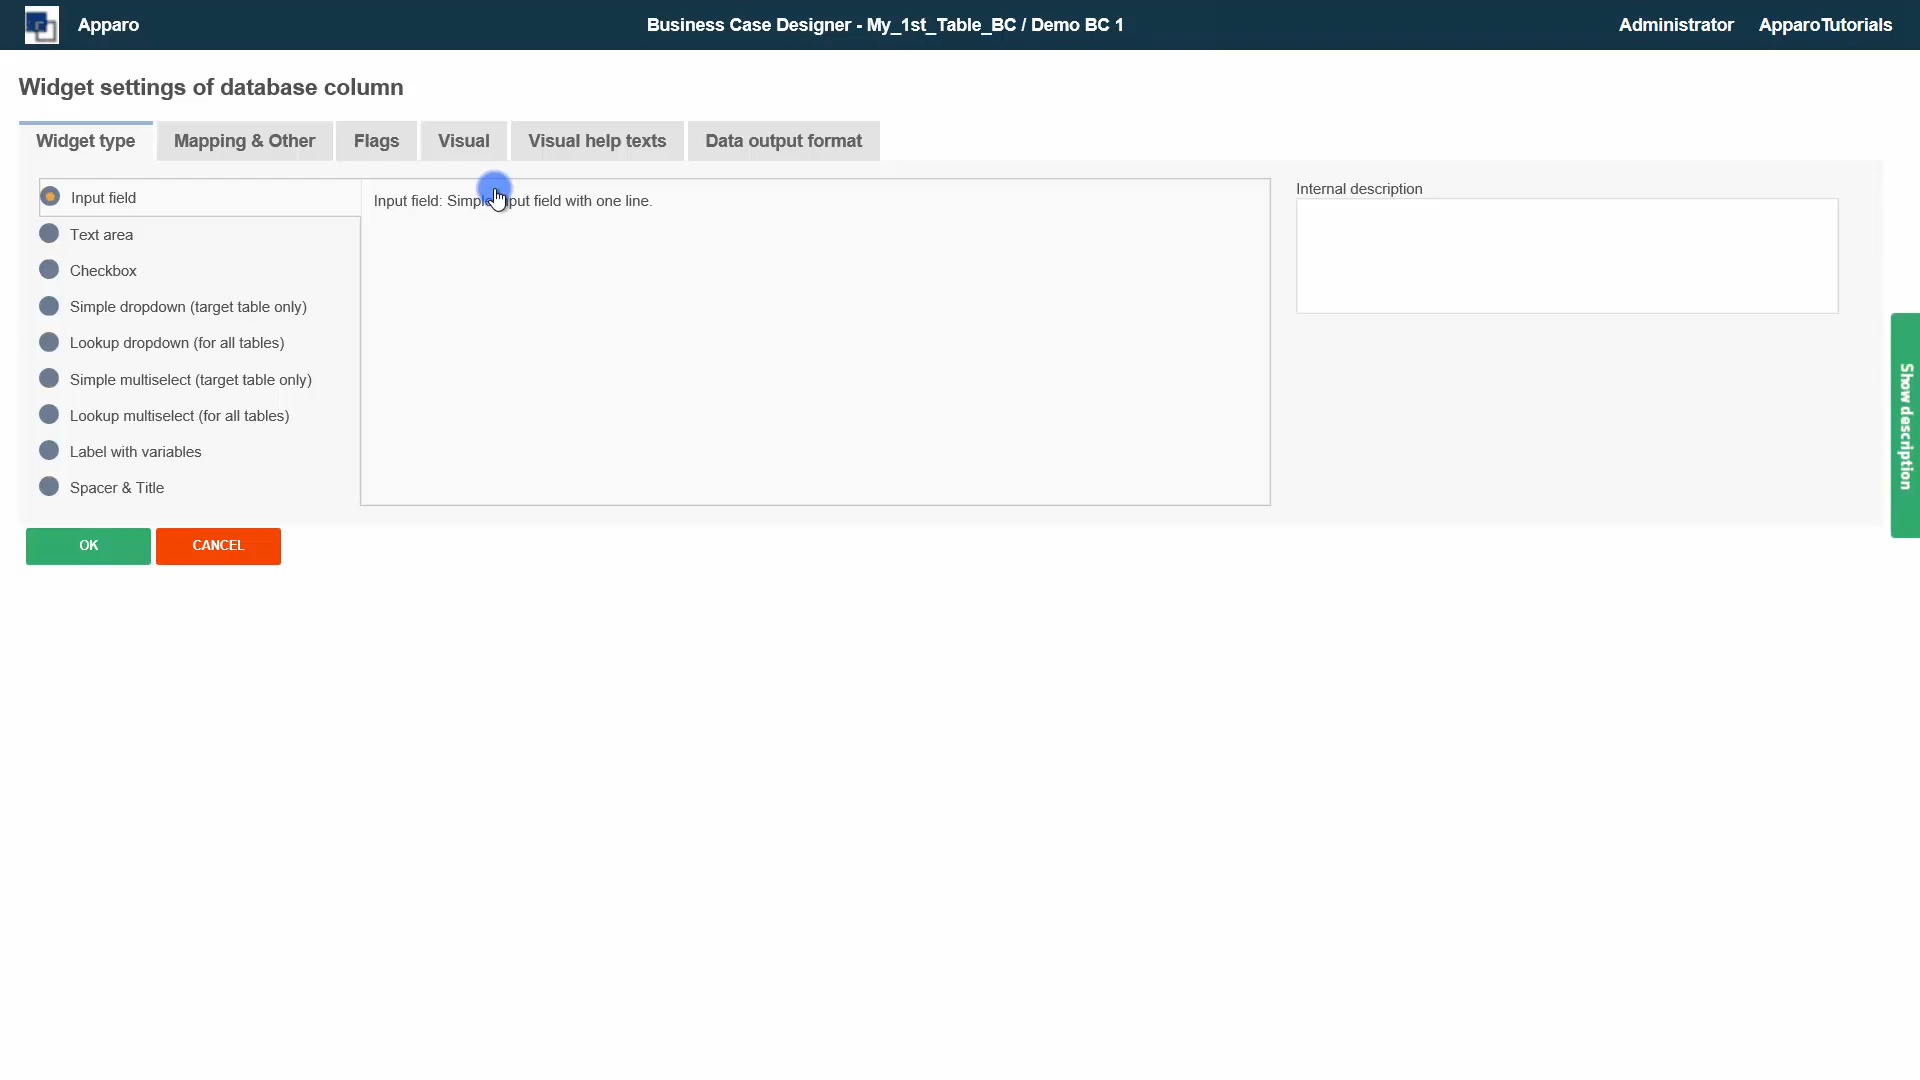 Apparo
Business Case Designer - My_1st_Table_BC / Demo BC 1
Administrator
ApparoTutorials
Widget settings of database column
Widget type
Mapping & Other
Flags
Visual
Visual help texts
Data output format
Input field
Text area
Checkbox
Simple dropdown (target table only)
Lookup dropdown (for all tables)
Simple multiselect (target table only)
Lookup multiselect (for all tables)
Label with variables
Spacer & Title
Input field: Simple input field with one line.
Internal description
Show description
OK
CANCEL